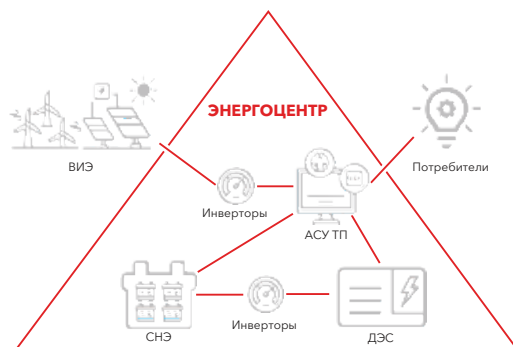 ЭНЕРГОЦЕНТР
ВИЭ
Потребители
Инверторы
АСУ ТП
СНЭ
Инверторы
ДЭС